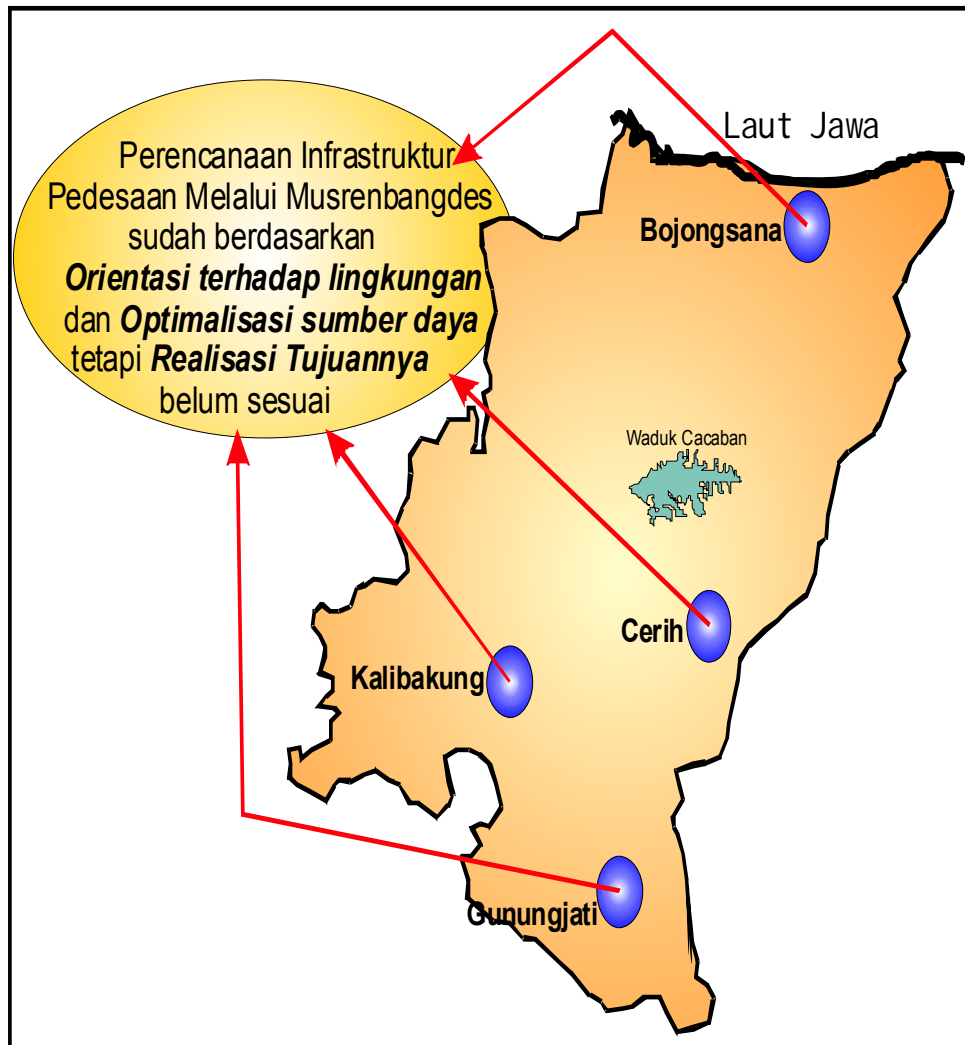 Laut Jawa
Perencanaan Infrastruktur
Pedesaan Melalui Musrenbangdes
sudah berdasarkan
Orientasi terhadap lingkungan
dan Optimalisasi sumber daya
tetapi Realisasi Tujuannya
belum sesuai
Bojongsana
Waduk Cacaban
Cerih
Kalibakung
Gunungjati